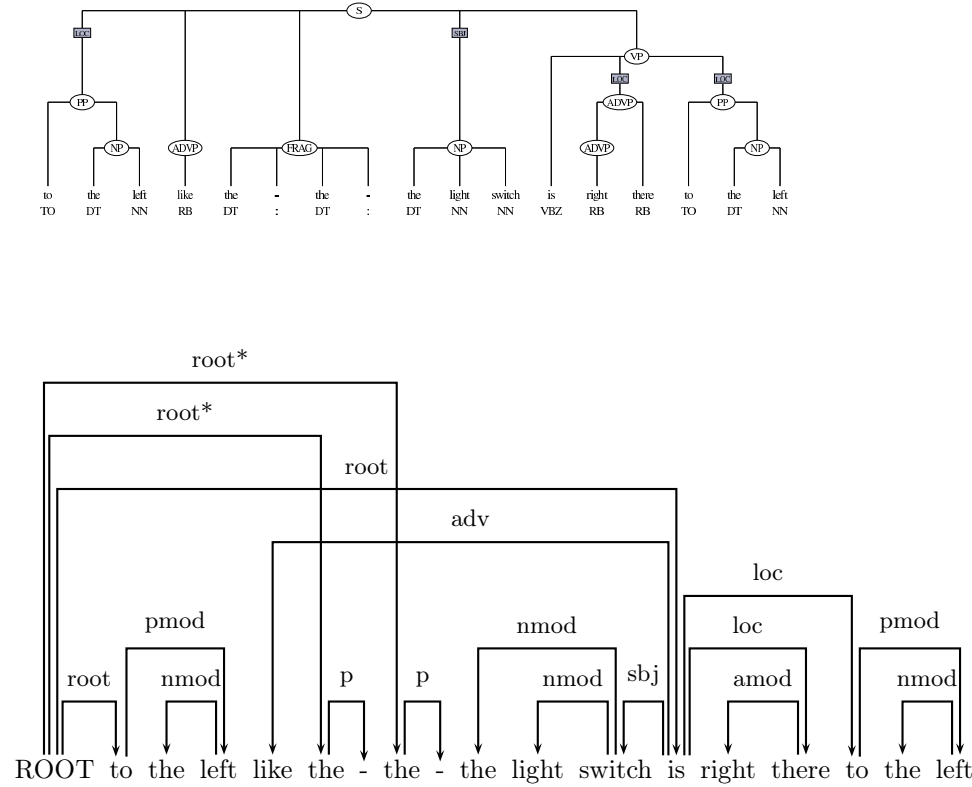 S
LOC SBJ
VP
LOC LOC
PP ADVP PP
NP ADVP FRAG NP ADVP NP
to the left like the - the - the light switch is right there to the left
TO DT NN RB DT : DT : DT NN NN VBZ RB RB TO DT NN
root*
root*
root
adv
loc
pmod nmod loc pmod
root nmod p p nmod sbj amod nmod
ROOT to the left like the - the - the light switch is right there to the left